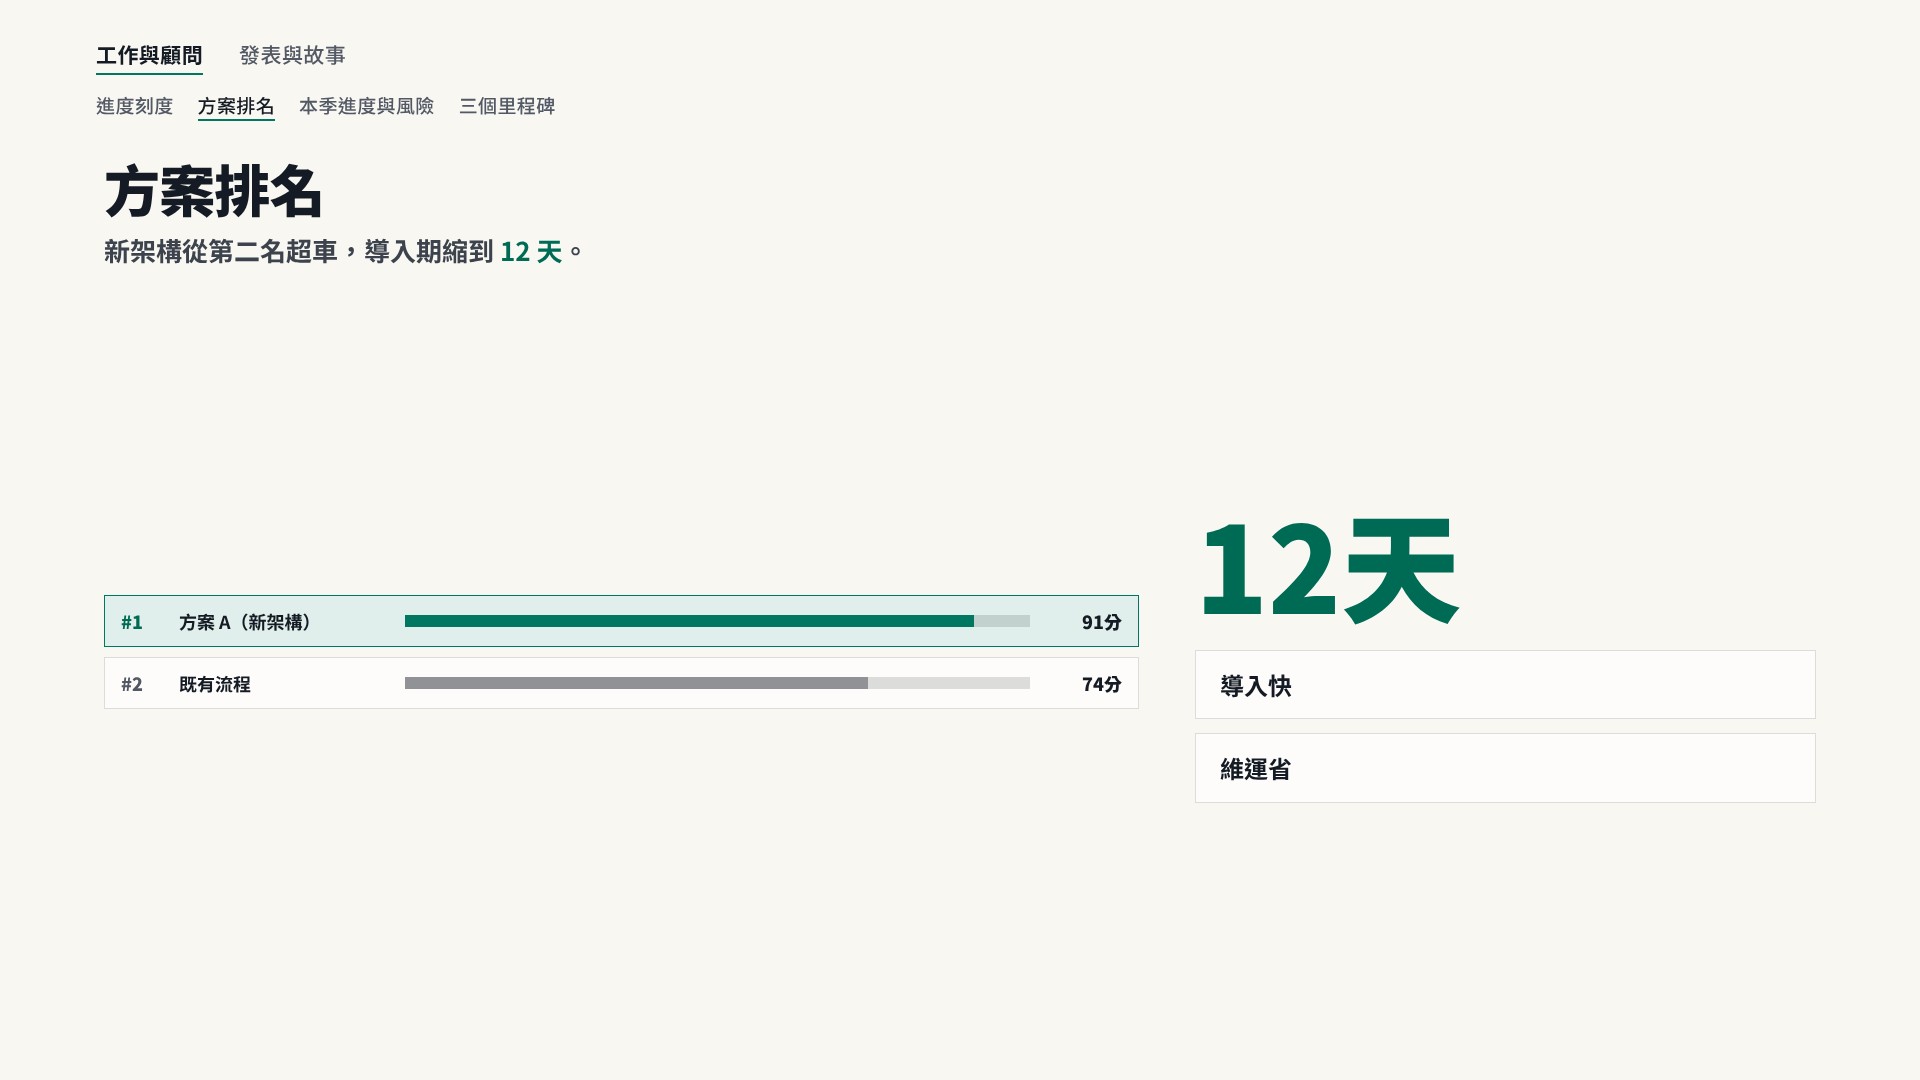 工作與顧問 發表與故事
進度刻度 方案排名 本季進度與風險 三個里程碑
方案排名
新架構從第二名超車，導入期縮到 12 天。
#1 方案 A（新架構） 91分
#2 既有流程 74分
12天
導入快
維運省